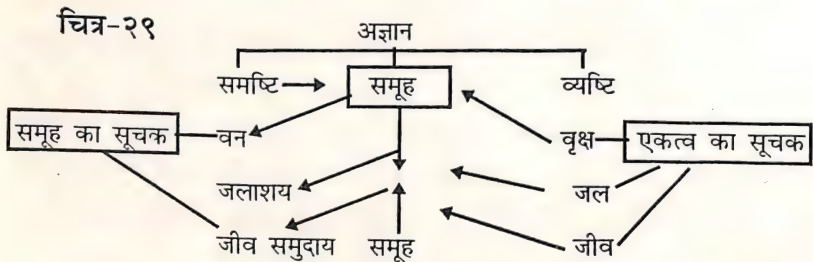 चित्र-२९
अज्ञान
समष्टि समूह व्यष्टि
समूह का सूचक वन वृक्ष एकत्व का सूचक
जलाशय जल
जीव समुदाय समूह जीव